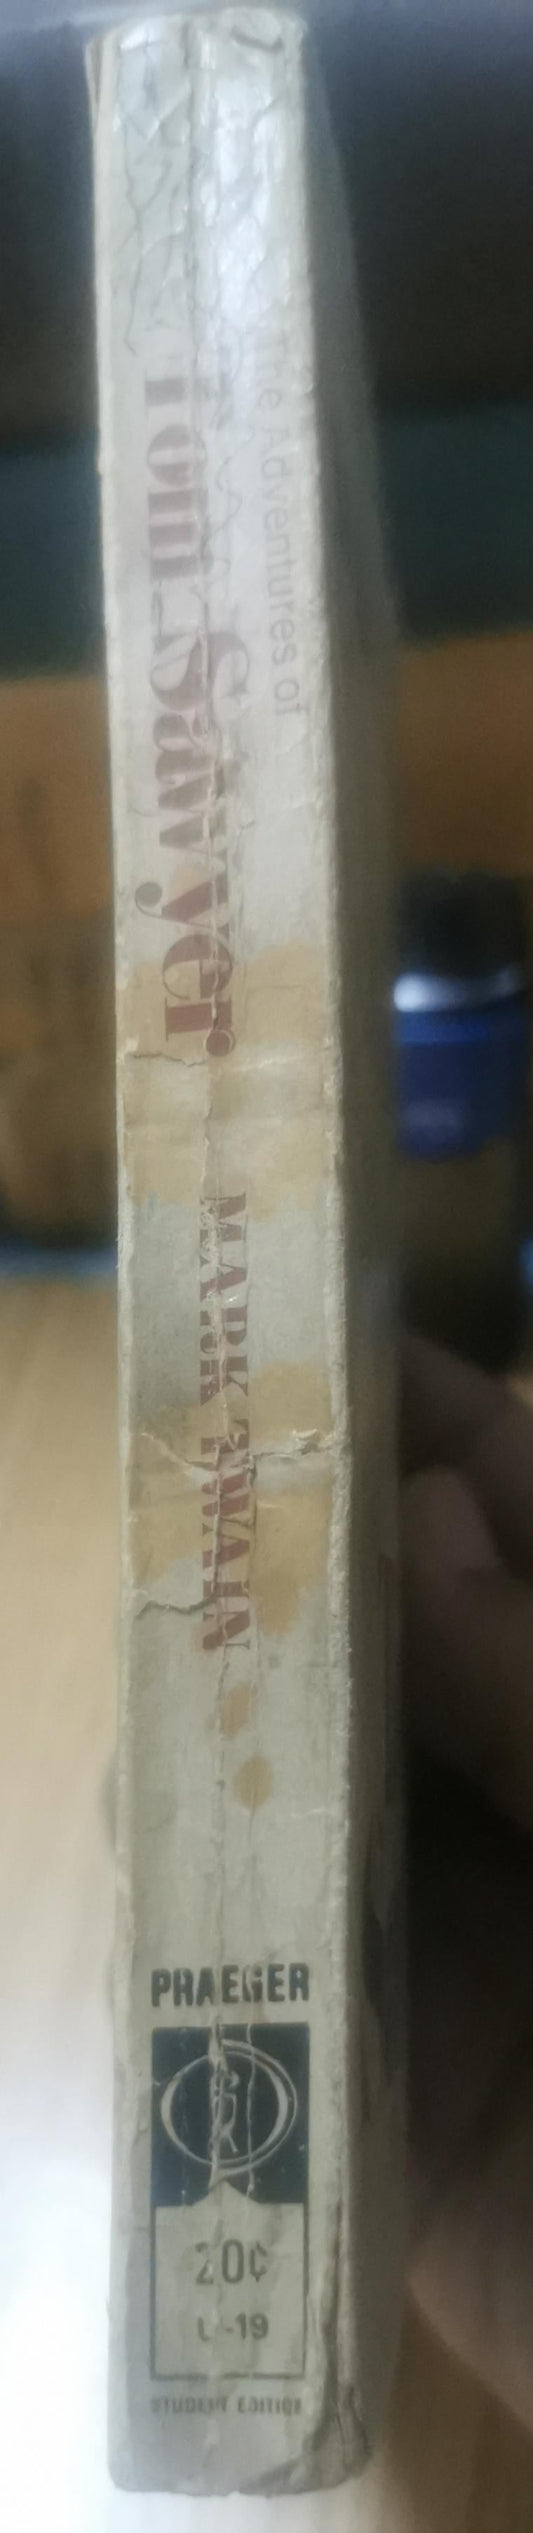 The Adventures of
Tom Sawyer
MARK TWAIN
PRAEGER
20¢
-19
STUDENT EDITION